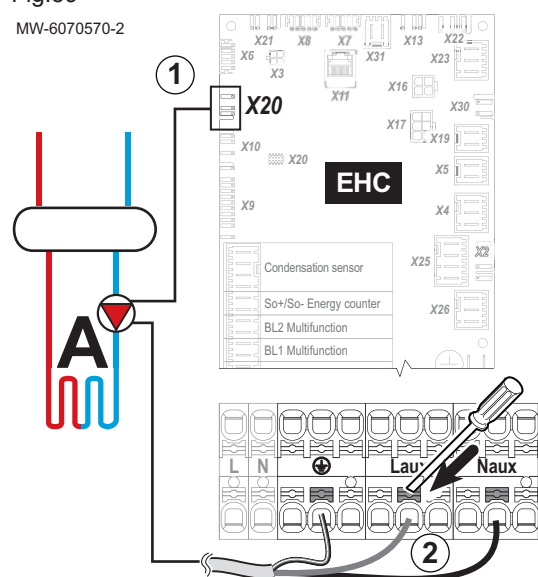 MW-6070570-2
X21 X8 X7 X13 X22
X6 X3 X31 X23
1
X11 X16
X20 X30
X17 X19
X10 X20
X5
EHC
X9 X4
X25 X2
Condensation sensor
So+/So- Energy counter X26
BL2 Multifunction
BL1 Multifunction
A
L N Laux Naux
2